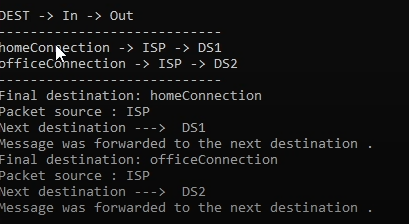 DEST -> In -> Out
----------------------------
homeConnection -> ISP -> DS1
officeConnection -> ISP -> DS2
----------------------------
Final destination: homeConnection
Packet source : ISP
Next destination --->  DS1
Message was forwarded to the next destination .
Final destination: officeConnection
Packet source : ISP
Next destination --->  DS2
Message was forwarded to the next destination .